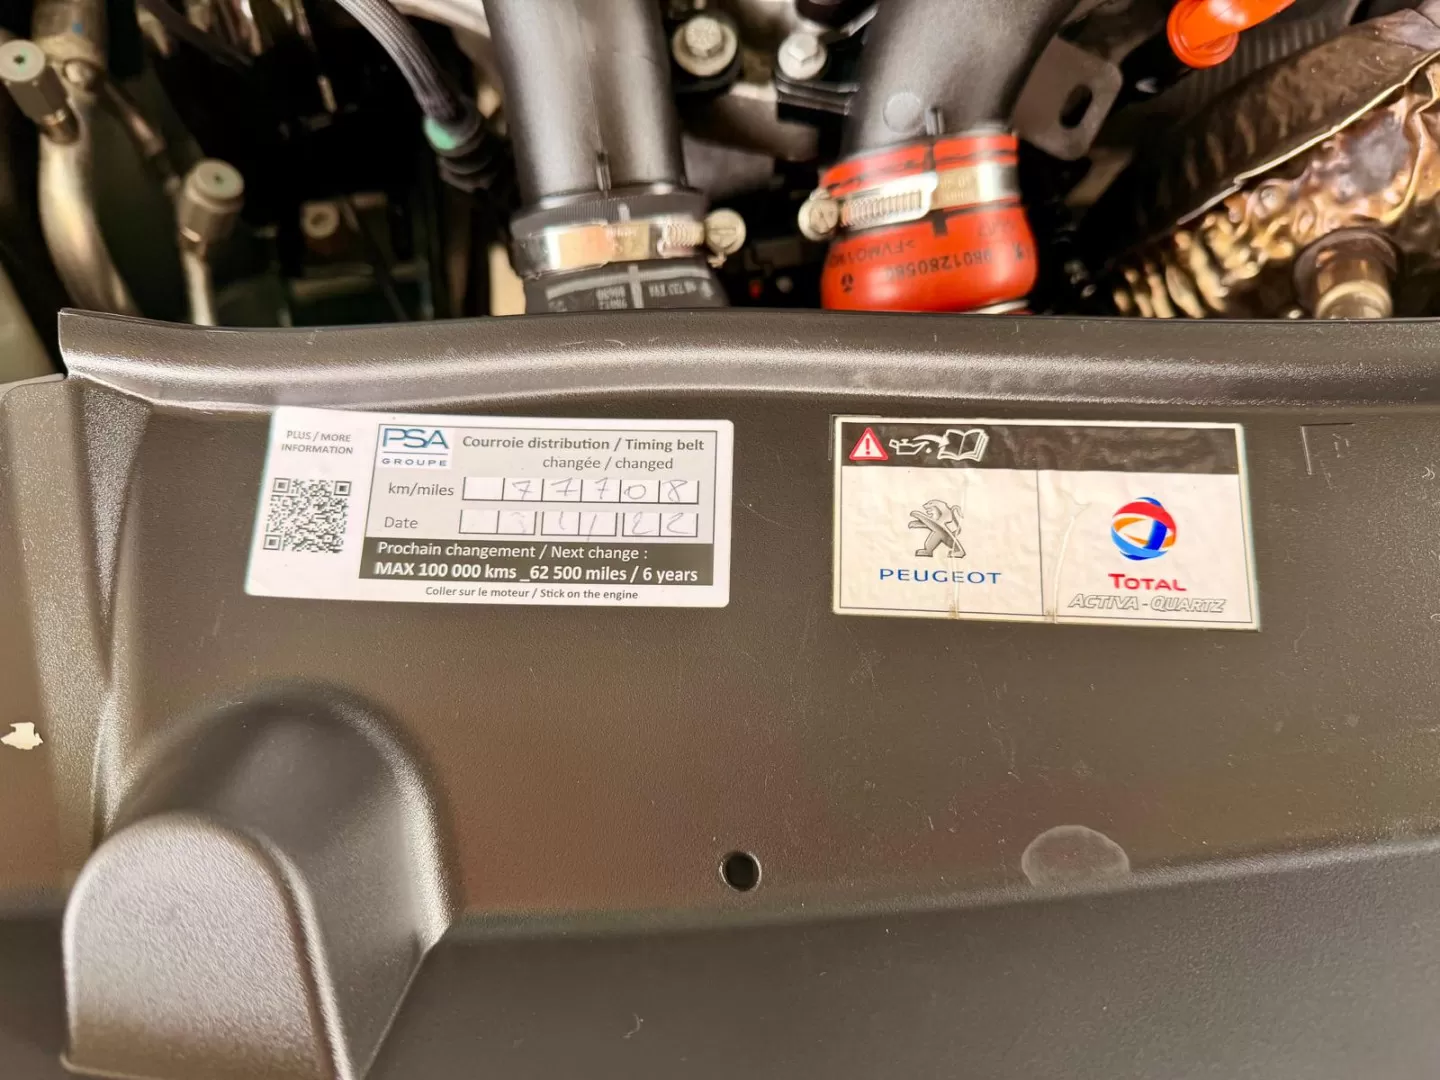 PLUS / MORE
INFORMATION
PSA
GROUPE
Courroie distribution / Timing belt
changée / changed
km/miles 77708
Date
Prochain changement / Next change :
MAX 100 000 kms _62 500 miles / 6 years
Coller sur le moteur / Stick on the engine
PEUGEOT
TOTAL
ACTIVA - QUARTZ